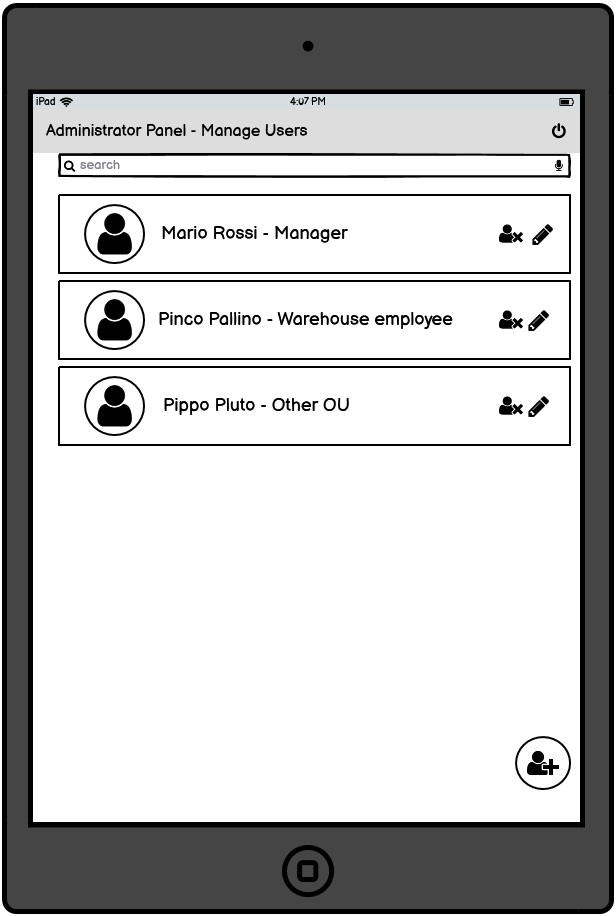 iPad
4:07 PM
Administrator Panel - Manage Users
search
Mario Rossi - Manager
Pinco Pallino - Warehouse employee
Pippo Pluto - Other OU